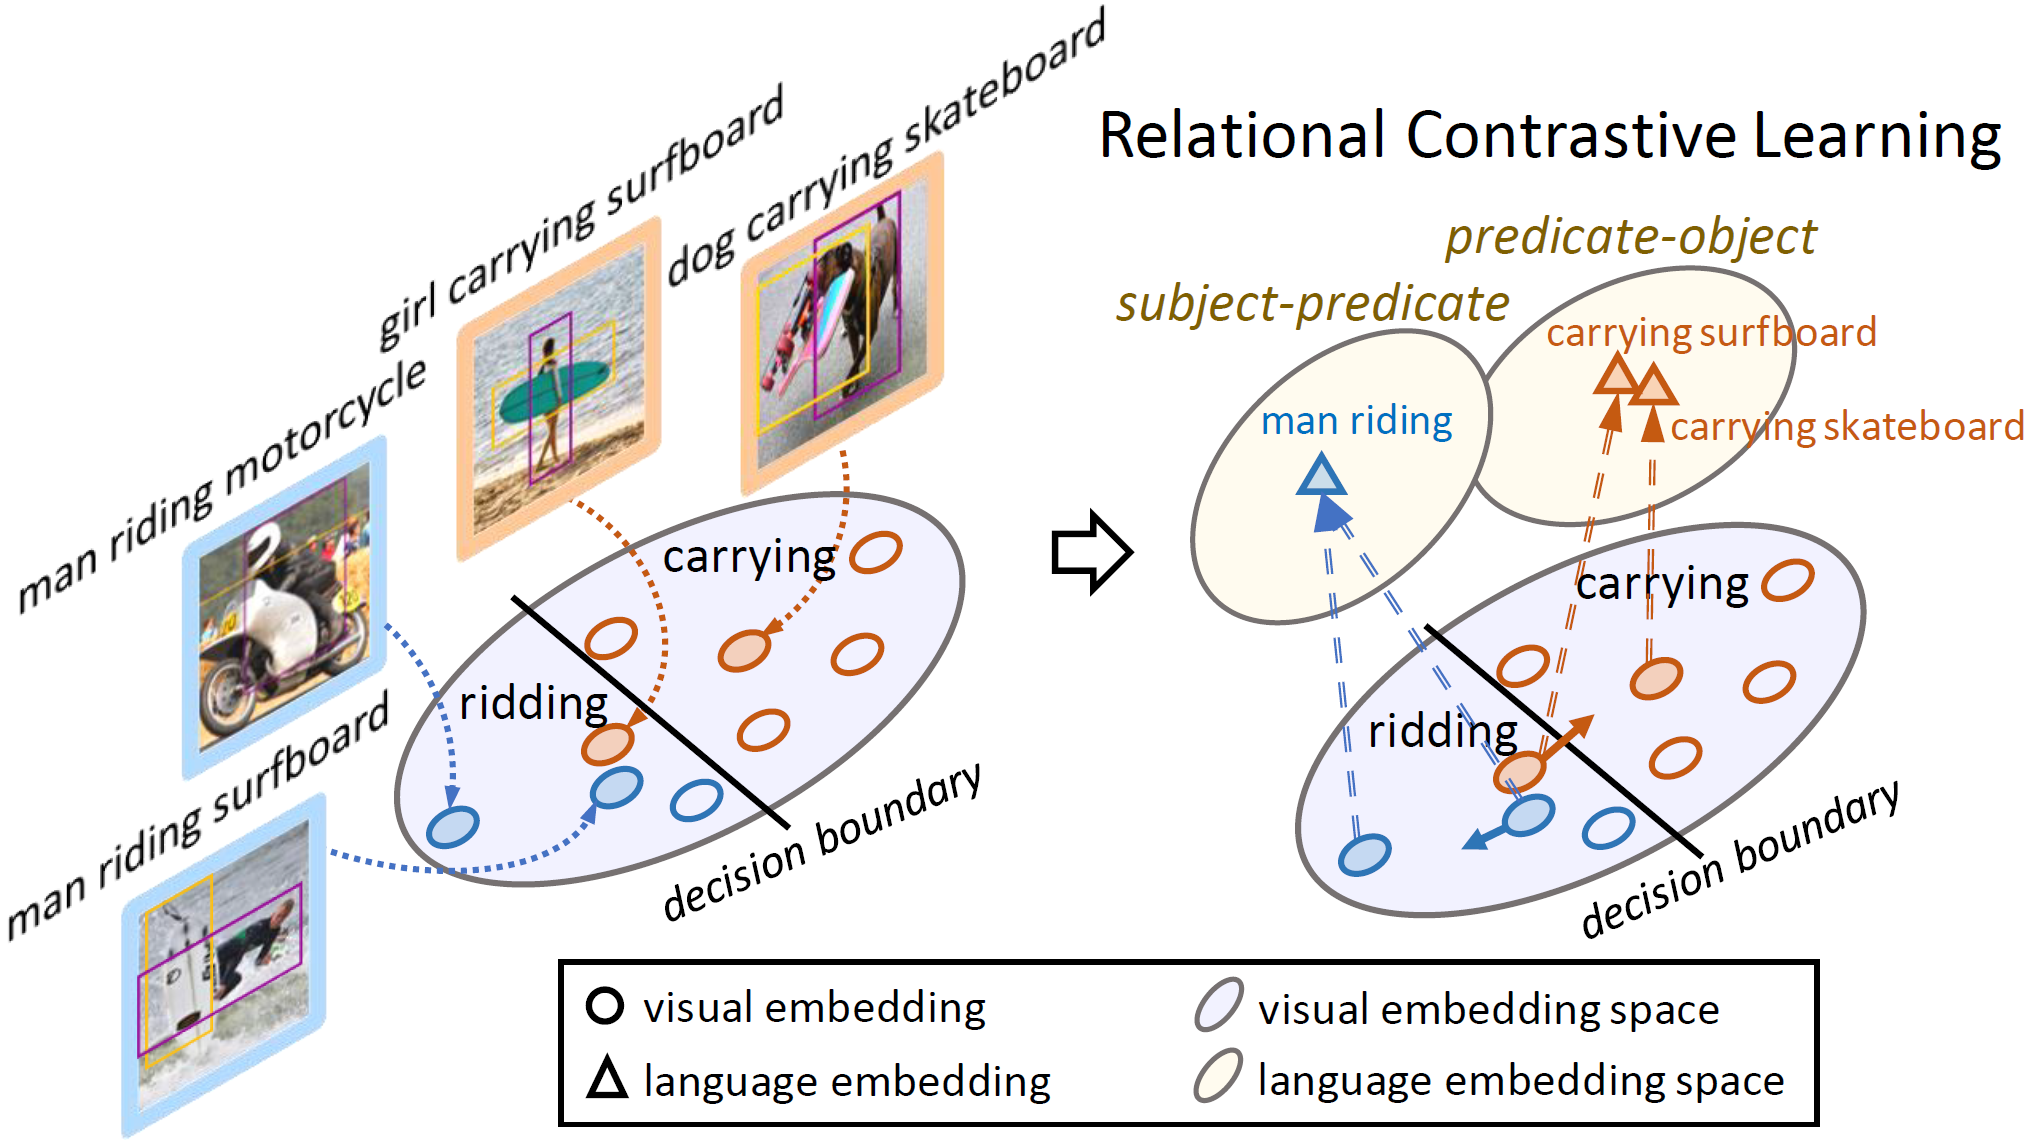 man riding motorcycle
girl carrying surfboard
dog carrying skateboard
man riding surfboard
carrying
ridding
decision boundary
Relational Contrastive Learning
predicate-object
subject-predicate
carrying surfboard
man riding
carrying skateboard
carrying
ridding
decision boundary
visual embedding
visual embedding space
language embedding
language embedding space